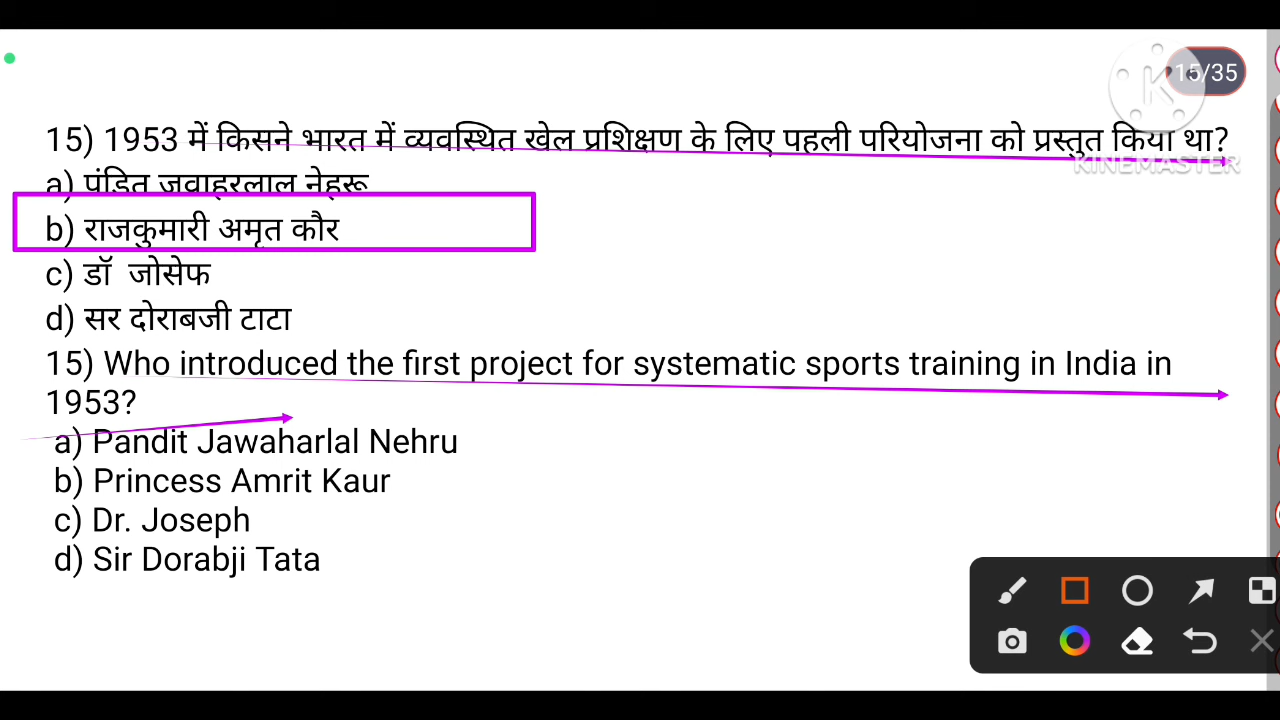 15/35
KINEMASTER
15) 1953 में किसने भारत में व्यवस्थित खेल प्रशिक्षण के लिए पहली परियोजना को प्रस्तुत किया था?
a) पंडित जवाहरलाल नेहरू
b) राजकुमारी अमृत कौर
c) डॉ जोसेफ
d) सर दोराबजी टाटा
15) Who introduced the first project for systematic sports training in India in
1953?
a) Pandit Jawaharlal Nehru
b) Princess Amrit Kaur
c) Dr. Joseph
d) Sir Dorabji Tata